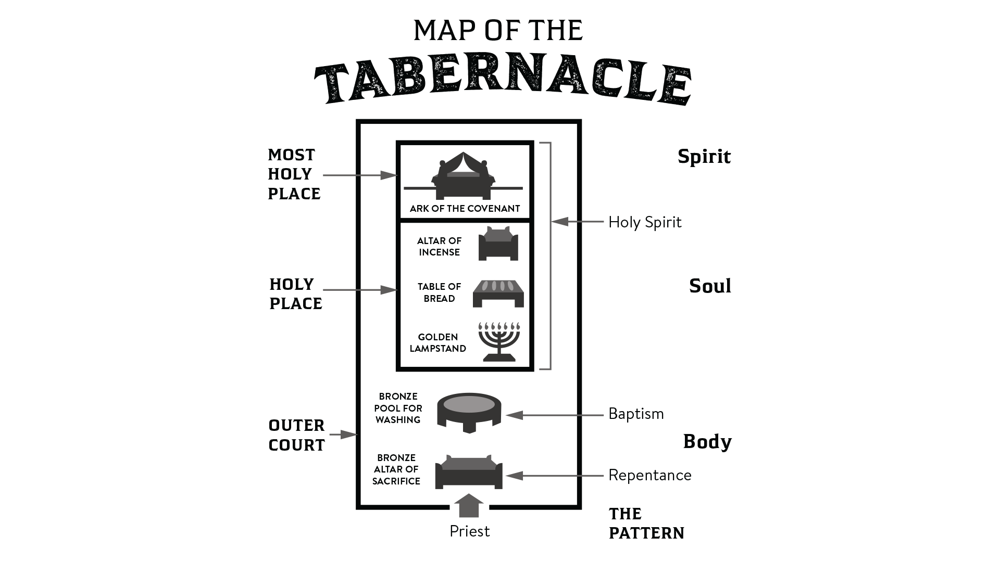 MAP OF THE
TABERNACLE
MOST
HOLY
PLACE
Spirit
ARK OF THE COVENANT
Holy Spirit
ALTAR OF
INCENSE
HOLY
PLACE
TABLE OF
BREAD
Soul
GOLDEN
LAMPSTAND
BRONZE
POOL FOR
WASHING
Baptism
OUTER
COURT
Body
BRONZE
ALTAR OF
SACRIFICE
Repentance
Priest
THE
PATTERN